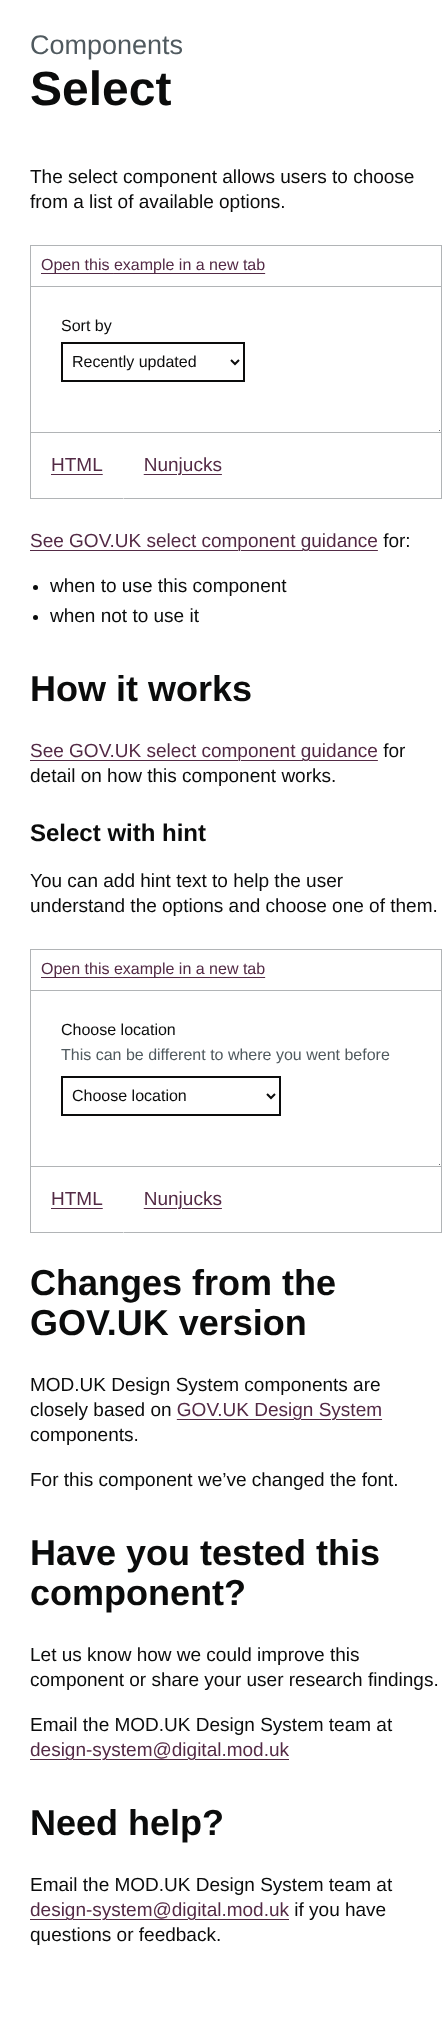 Components
Select
The select component allows users to choose
from a list of available options.
Open this example in a new tab
Sort by
Recently updated
HTML Nunjucks
See GOV.UK select component guidance for:
• when to use this component
• when not to use it
How it works
See GOV.UK select component guidance for
detail on how this component works.
Select with hint
You can add hint text to help the user
understand the options and choose one of them.
Open this example in a new tab
Choose location
This can be different to where you went before
Choose location
HTML Nunjucks
Changes from the
GOV.UK version
MOD.UK Design System components are
closely based on GOV.UK Design System
components.
For this component we’ve changed the font.
Have you tested this
component?
Let us know how we could improve this
component or share your user research findings.
Email the MOD.UK Design System team at
design-system@digital.mod.uk
Need help?
Email the MOD.UK Design System team at
design-system@digital.mod.uk if you have
questions or feedback.